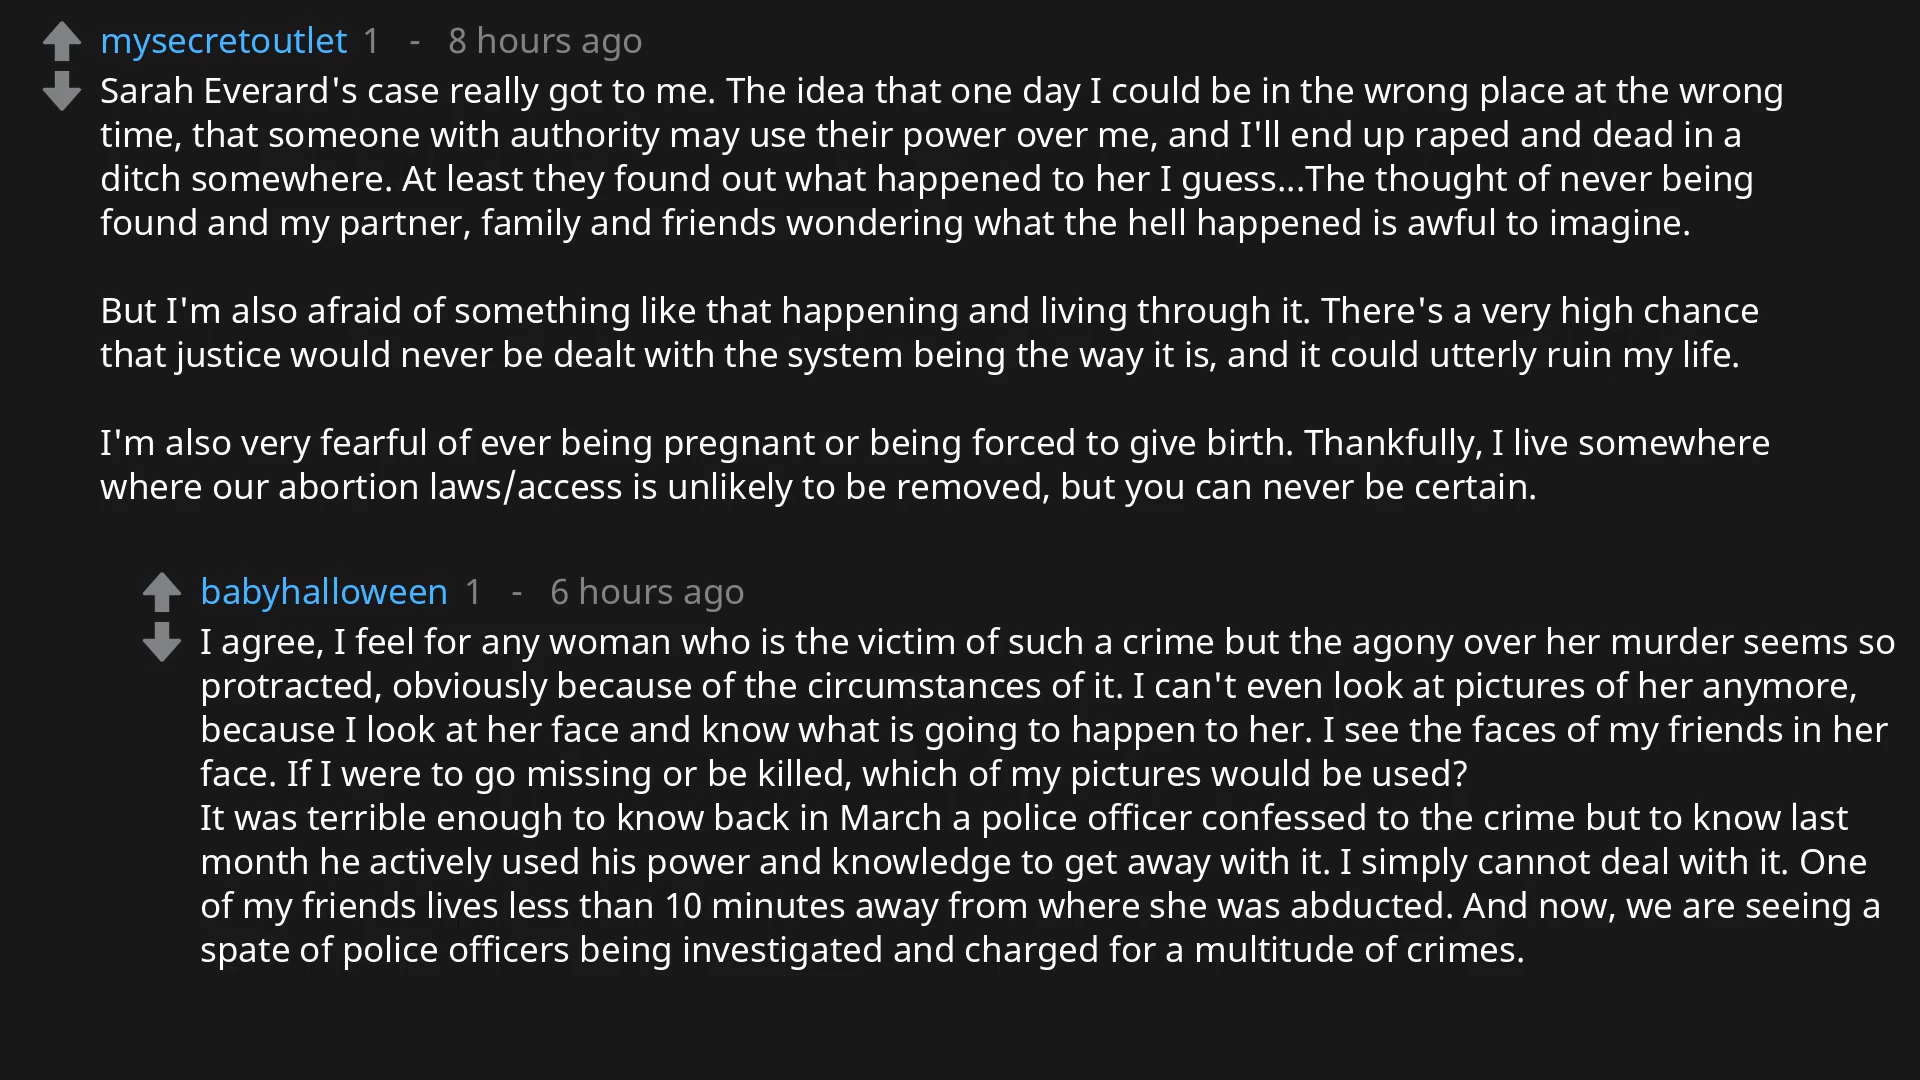 mysecretoutlet 1 - 8 hours ago
Sarah Everard's case really got to me. The idea that one day I could be in the wrong place at the wrong
time, that someone with authority may use their power over me, and I'll end up raped and dead in a
ditch somewhere. At least they found out what happened to her I guess...The thought of never being
found and my partner, family and friends wondering what the hell happened is awful to imagine.
But I'm also afraid of something like that happening and living through it. There's a very high chance
that justice would never be dealt with the system being the way it is, and it could utterly ruin my life.
I'm also very fearful of ever being pregnant or being forced to give birth. Thankfully, I live somewhere
where our abortion laws/access is unlikely to be removed, but you can never be certain.
babyhalloween 1 - 6 hours ago
I agree, I feel for any woman who is the victim of such a crime but the agony over her murder seems so
protracted, obviously because of the circumstances of it. I can't even look at pictures of her anymore,
because I look at her face and know what is going to happen to her. I see the faces of my friends in her
face. If I were to go missing or be killed, which of my pictures would be used?
It was terrible enough to know back in March a police officer confessed to the crime but to know last
month he actively used his power and knowledge to get away with it. I simply cannot deal with it. One
of my friends lives less than 10 minutes away from where she was abducted. And now, we are seeing a
spate of police officers being investigated and charged for a multitude of crimes.